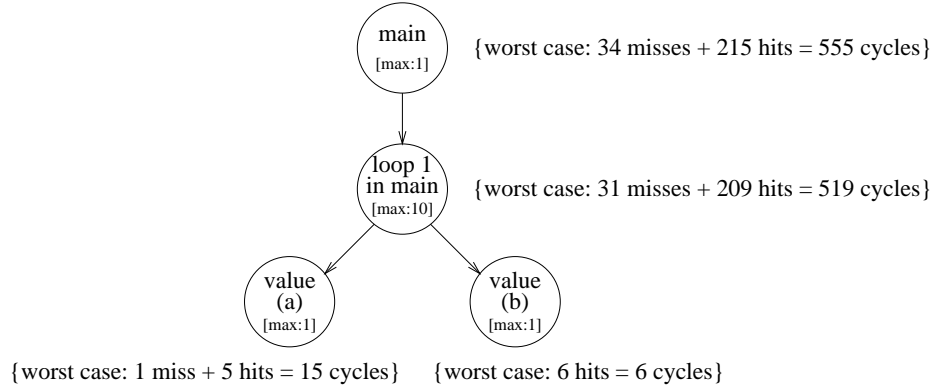 main
[max:1]
{worst case: 34 misses + 215 hits = 555 cycles}
loop 1
in main
[max:10]
{worst case: 31 misses + 209 hits = 519 cycles}
value
(a)
[max:1]
value
(b)
[max:1]
{worst case: 1 miss + 5 hits = 15 cycles}
{worst case: 6 hits = 6 cycles}